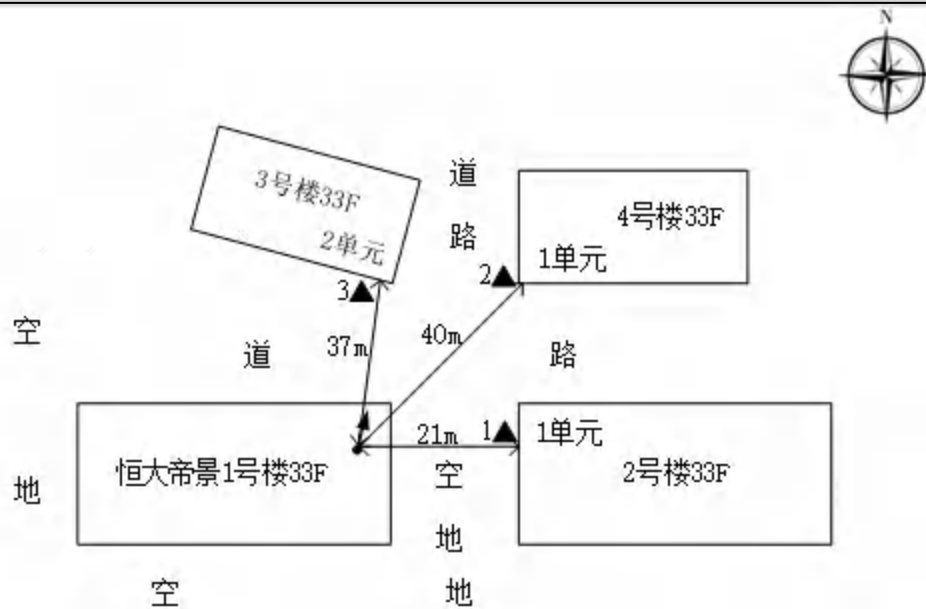 N
道
路
3号楼33F
2单元
4号楼33F
1单元
2▲
3▲
空
道
37m
40m
路
恒大帝景1号楼33F
21m
1▲
1单元
2号楼33F
地
空
地
空
地